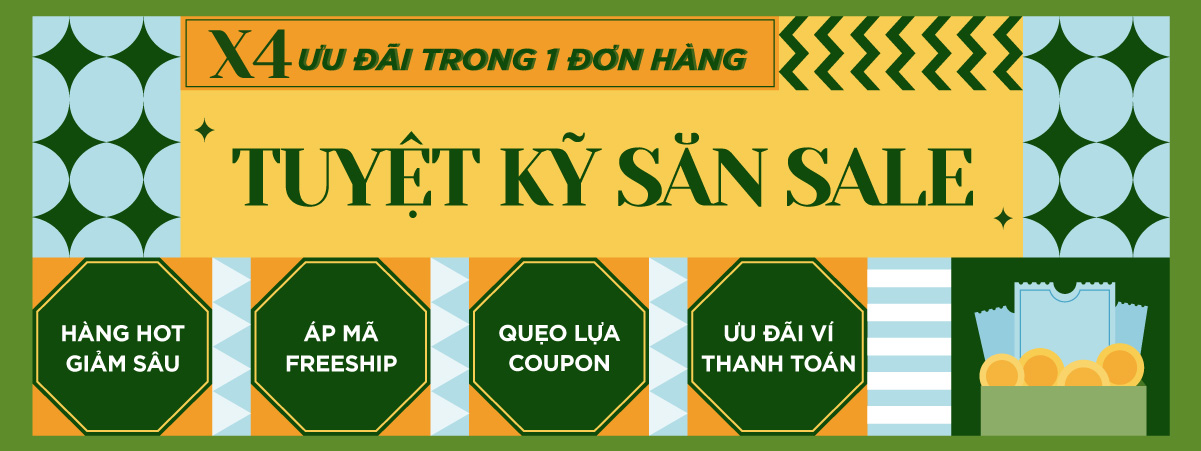 X4 ƯU ĐÃI TRONG 1 ĐƠN HÀNG
TUYỆT KỸ SĂN SALE
HÀNG HOT
GIẢM SÂU
ÁP MÃ
FREESHIP
QUẸO LỰA
COUPON
ƯU ĐÃI VÍ
THANH TOÁN